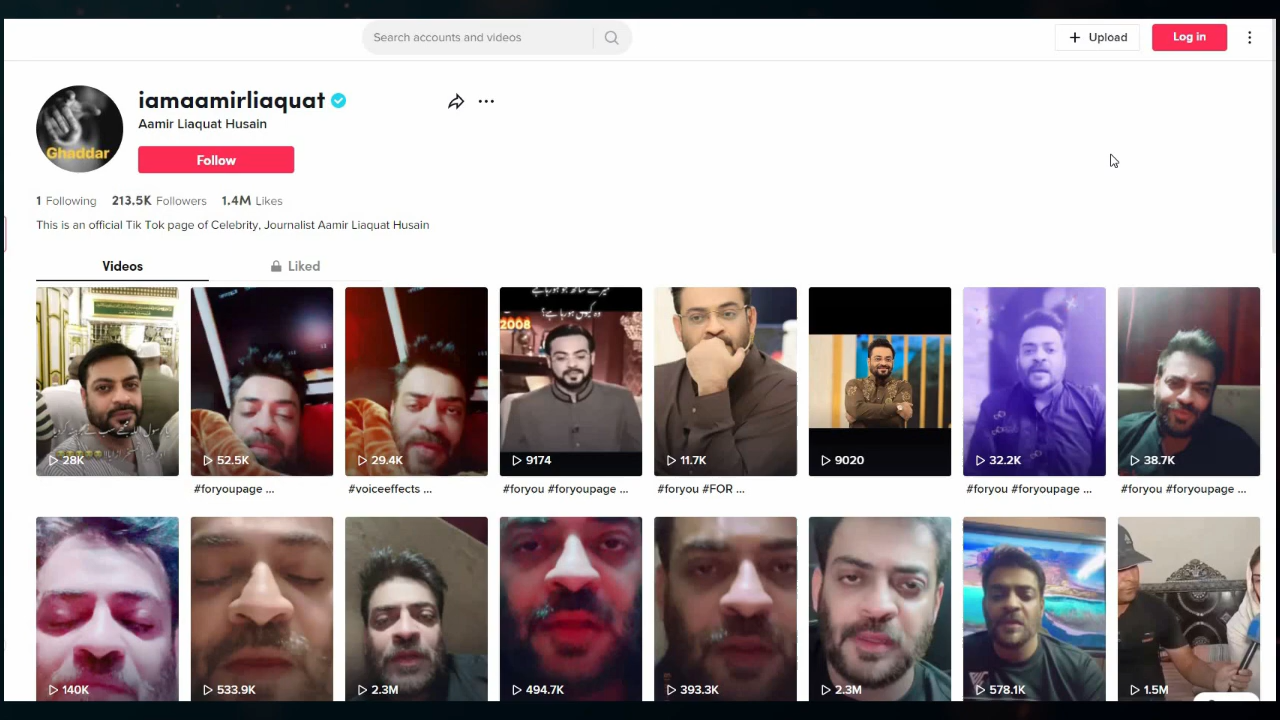 Search accounts and videos
Upload
Log in
iamaamirliaquat
Aamir Liaquat Husain
Ghaddar
Follow
1 Following 213.5K Followers 1.4M Likes
This is an official Tik Tok page of Celebrity, Journalist Aamir Liaquat Husain
Videos
Liked
2008
28K
52.5K
29.4K
9174
11.7K
9020
32.2K
38.7K
#foryoupage ...
#voiceeffects ...
#foryou #foryoupage ...
#foryou #FOR ...
#foryou #foryoupage ...
#foryou #foryoupage ...
140K
533.9K
2.3M
494.7K
393.3K
2.3M
578.1K
1.5M